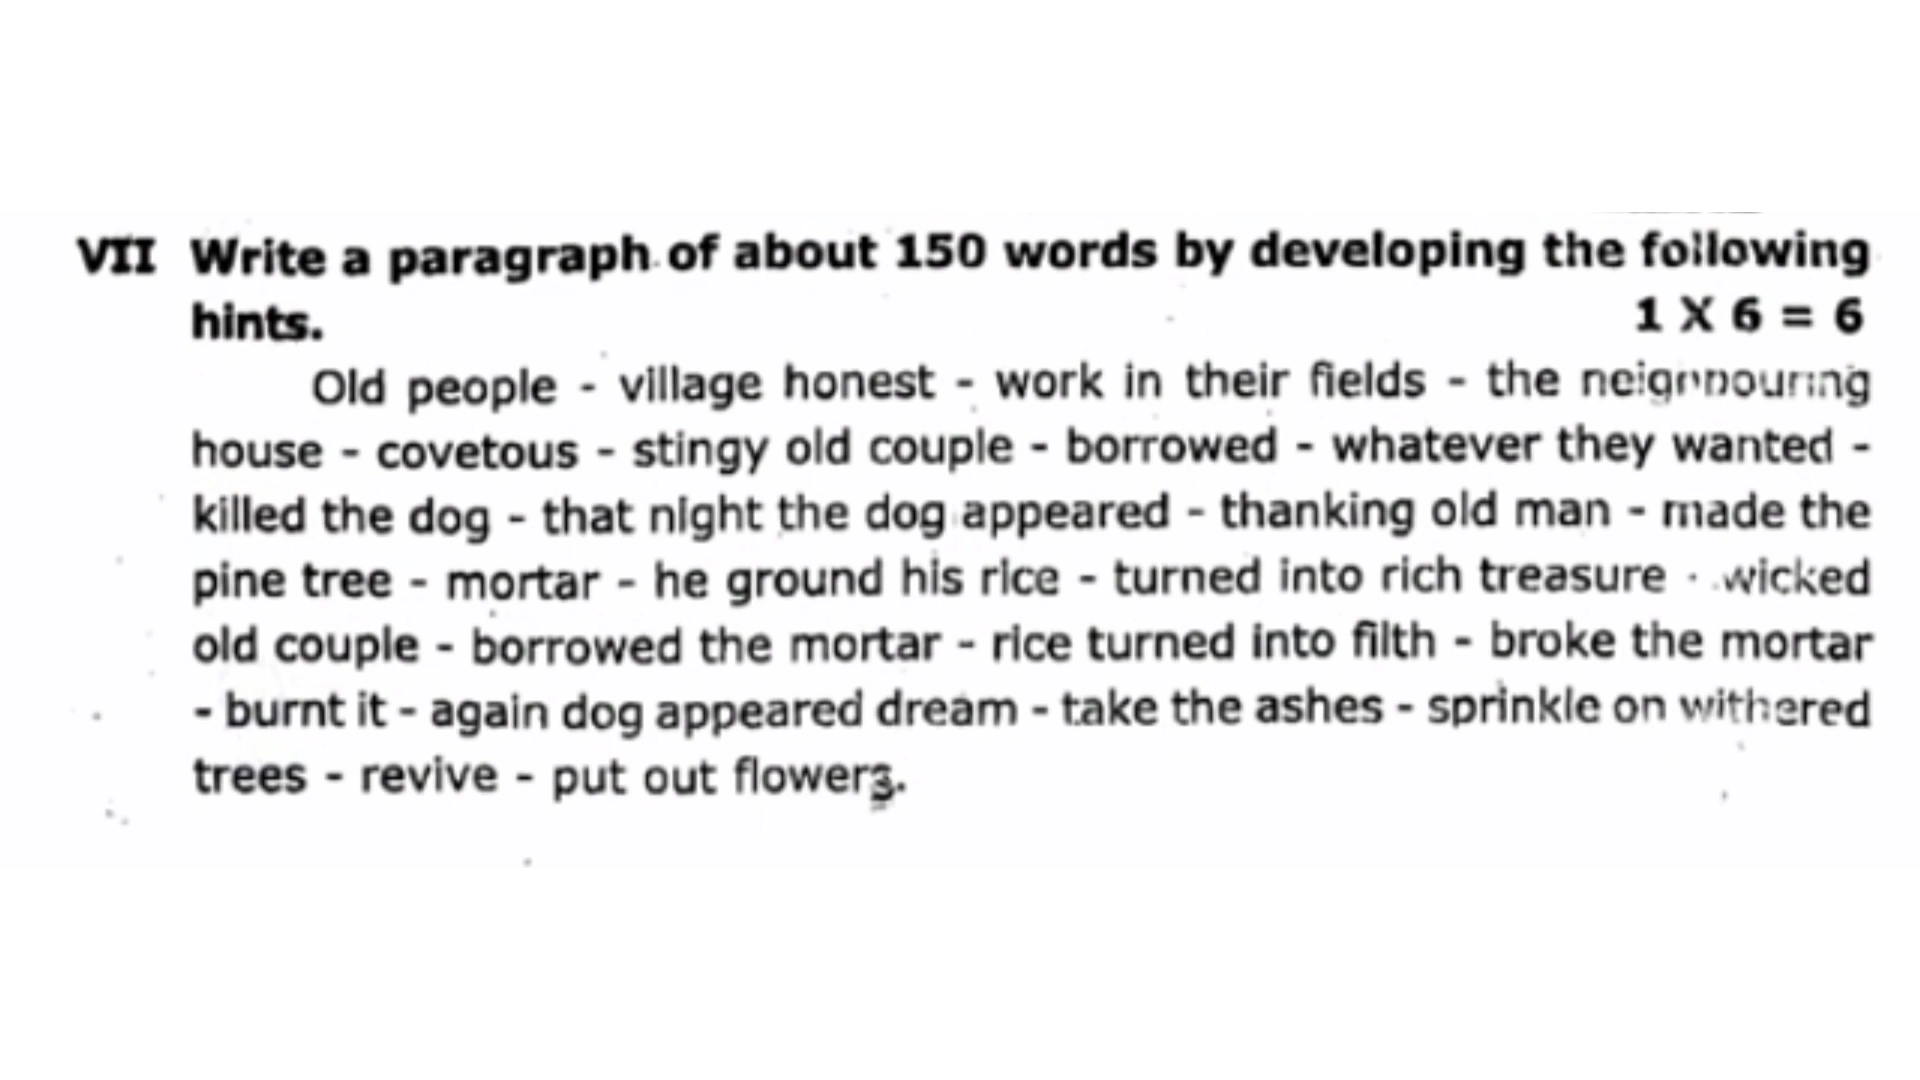 VII Write a paragraph of about 150 words by developing the following
hints. 1 X 6 = 6
Old people - village honest - work in their fields - the neighbouring
house - covetous - stingy old couple - borrowed - whatever they wanted -
killed the dog - that night the dog appeared - thanking old man - made the
pine tree - mortar - he ground his rice - turned into rich treasure - wicked
old couple - borrowed the mortar - rice turned into filth - broke the mortar
- burnt it - again dog appeared dream - take the ashes - sprinkle on withered
trees - revive - put out flowers.